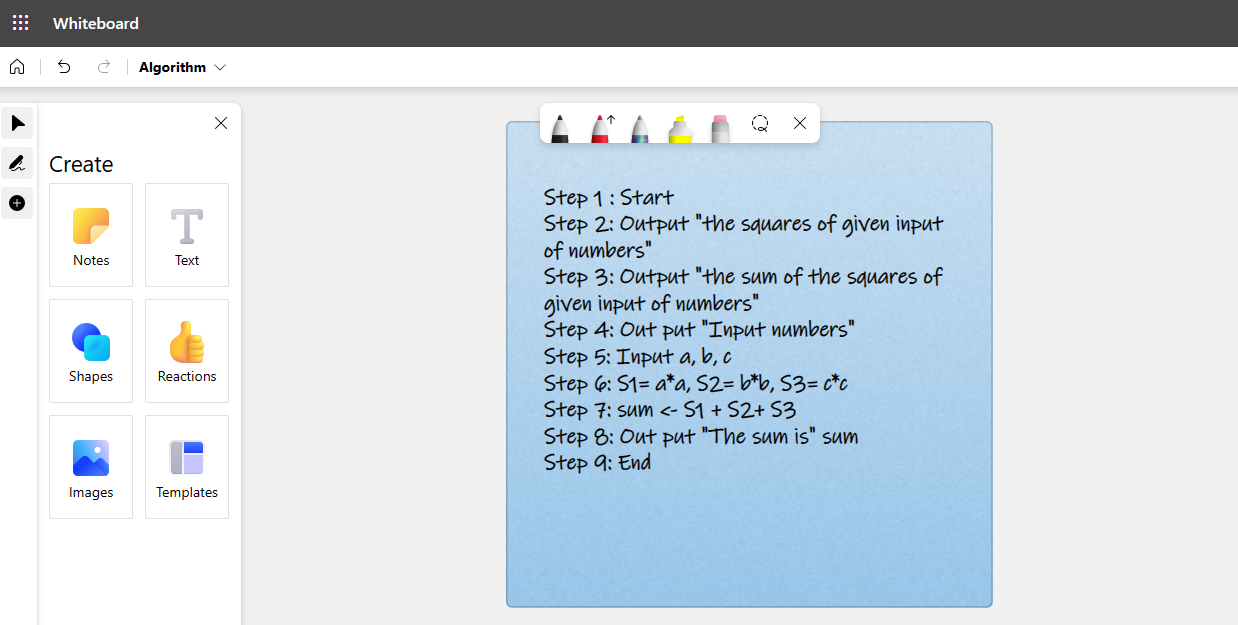 Whiteboard
Algorithm
Create
Notes
Text
Shapes
Reactions
Images
Templates
Step 1 : Start
Step 2: Output "the squares of given input
of numbers"
Step 3: Output "the sum of the squares of
given input of numbers"
Step 4: Out put "Input numbers"
Step 5: Input a, b, c
Step 6: S1= a*a, S2= b*b, S3= c*c
Step 7: sum <- S1 + S2+ S3
Step 8: Out put "The sum is" sum
Step 9: End